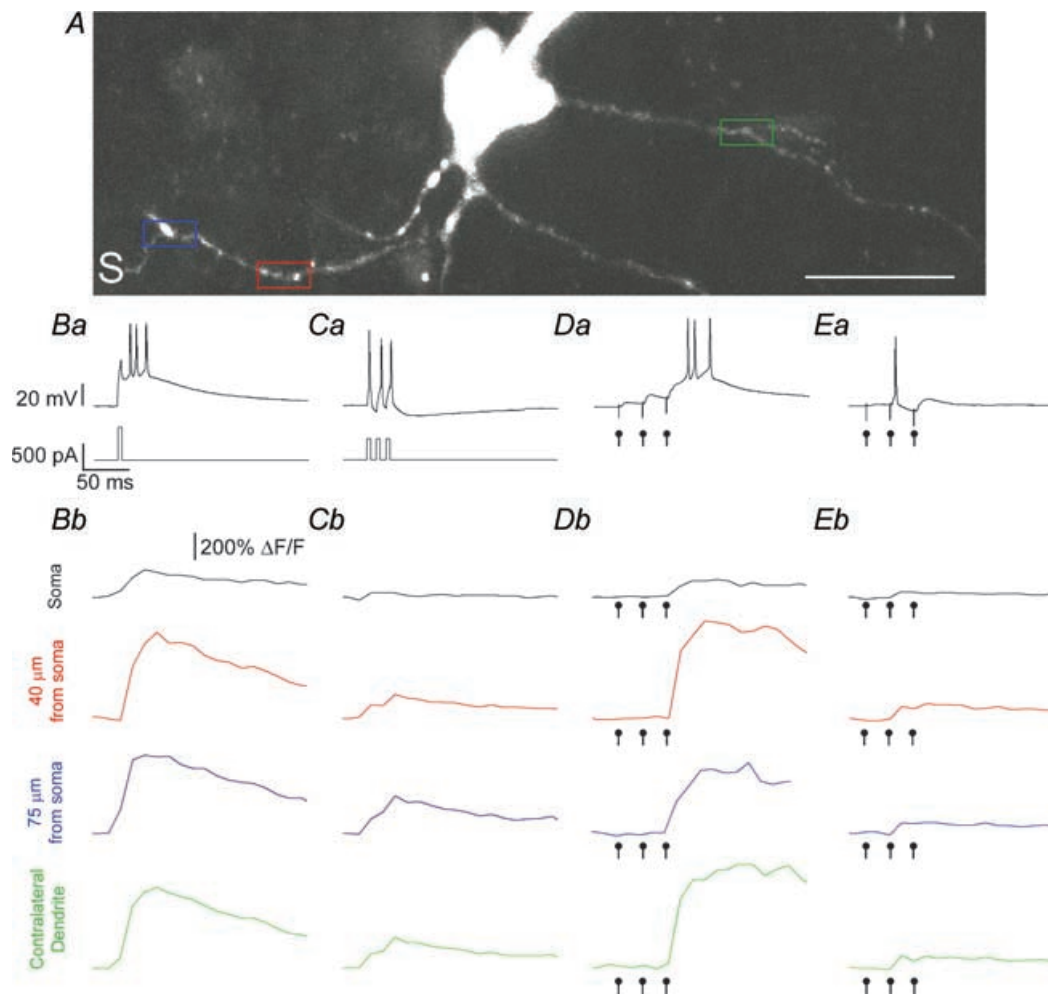 A
S
Ba Ca Da Ea
20 mV
500 pA
50 ms
Bb Cb Db Eb
200% ΔF/F
Soma
40 μm
from soma
75 μm
from soma
Contralateral
Dendrite